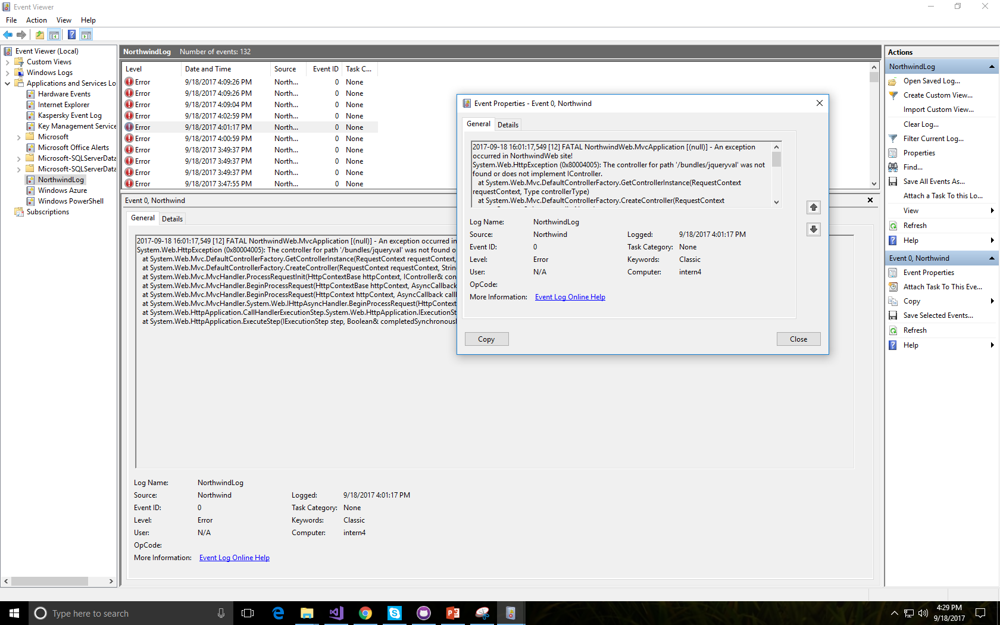 Event Viewer
File Action View Help
Event Viewer (Local)
Custom Views
Windows Logs
Applications and Services Lo
Hardware Events
Internet Explorer
Kaspersky Event Log
Key Management Service
Microsoft
Microsoft Office Alerts
Microsoft-SQLServerData
Microsoft-SQLServerData
NorthwindLog
Windows Azure
Windows PowerShell
Subscriptions
NorthwindLog Number of events: 132
Level Date and Time Source Event ID Task C...
Error 9/18/2017 4:09:26 PM North... 0 None
Error 9/18/2017 4:09:26 PM North... 0 None
Error 9/18/2017 4:09:04 PM North... 0 None
Error 9/18/2017 4:02:59 PM North... 0 None
Error 9/18/2017 4:01:17 PM North... 0 None
Error 9/18/2017 4:00:59 PM North... 0 None
Error 9/18/2017 3:49:37 PM North... 0 None
Error 9/18/2017 3:49:37 PM North... 0 None
Error 9/18/2017 3:49:37 PM North... 0 None
Error 9/18/2017 3:47:55 PM North... 0 None
Event 0, Northwind
General Details
2017-09-18 16:01:17,549 [12] FATAL NorthwindWeb.MvcApplication [(null)] - An exception occurred in
System.Web.HttpException (0x80004005): The controller for path '/bundles/jqueryval' was not found o
at System.Web.Mvc.DefaultControllerFactory.GetControllerInstance(RequestContext requestContext,
at System.Web.Mvc.DefaultControllerFactory.CreateController(RequestContext requestContext, Strin
at System.Web.Mvc.MvcHandler.ProcessRequestInit(HttpContextBase httpContext, IController& con
at System.Web.Mvc.MvcHandler.BeginProcessRequest(HttpContextBase httpContext, AsyncCallback
at System.Web.Mvc.MvcHandler.BeginProcessRequest(HttpContext httpContext, AsyncCallback call
at System.Web.Mvc.MvcHandler.System.Web.IHttpAsyncHandler.BeginProcessRequest(HttpContext
at System.Web.HttpApplication.CallHandlerExecutionStep.System.Web.HttpApplication.IExecutionSt
at System.Web.HttpApplication.ExecuteStep(IExecutionStep step, Boolean& completedSynchronousl
Log Name: NorthwindLog
Source: Northwind Logged: 9/18/2017 4:01:17 PM
Event ID: 0 Task Category: None
Level: Error Keywords: Classic
User: N/A Computer: intern4
OpCode:
More Information: Event Log Online Help
Event Properties - Event 0, Northwind
General Details
2017-09-18 16:01:17,549 [12] FATAL NorthwindWeb.MvcApplication [(null)] - An exception
occurred in NorthwindWeb site!
System.Web.HttpException (0x80004005): The controller for path '/bundles/jqueryval' was not
found or does not implement IController.
at System.Web.Mvc.DefaultControllerFactory.GetControllerInstance(RequestContext
requestContext, Type controllerType)
at System.Web.Mvc.DefaultControllerFactory.CreateController(RequestContext
Log Name: NorthwindLog
Source: Northwind Logged: 9/18/2017 4:01:17 PM
Event ID: 0 Task Category: None
Level: Error Keywords: Classic
User: N/A Computer: intern4
OpCode:
More Information: Event Log Online Help
Copy Close
Actions
NorthwindLog
Open Saved Log...
Create Custom View...
Import Custom View...
Clear Log...
Filter Current Log...
Properties
Find...
Save All Events As...
Attach a Task To this Lo...
View
Refresh
Help
Event 0, Northwind
Event Properties
Attach Task To This Eve...
Copy
Save Selected Events...
Refresh
Help
Type here to search
4:29 PM
9/18/2017